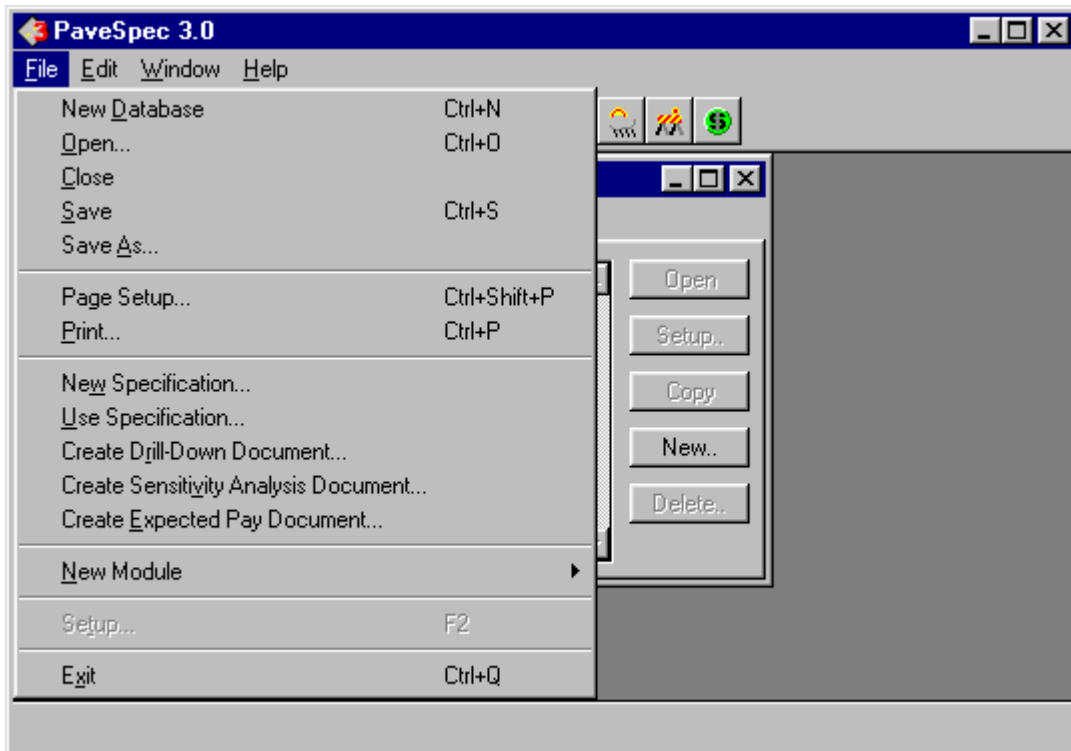 PaveSpec 3.0
File Edit Window Help
New Database Ctrl+N
Open... Ctrl+O
Close
Save Ctrl+S
Save As...
Page Setup... Ctrl+Shift+P
Print... Ctrl+P
New Specification...
Use Specification...
Create Drill-Down Document...
Create Sensitivity Analysis Document...
Create Expected Pay Document...
New Module
Setup... F2
Exit Ctrl+Q
Open
Setup..
Copy
New..
Delete..